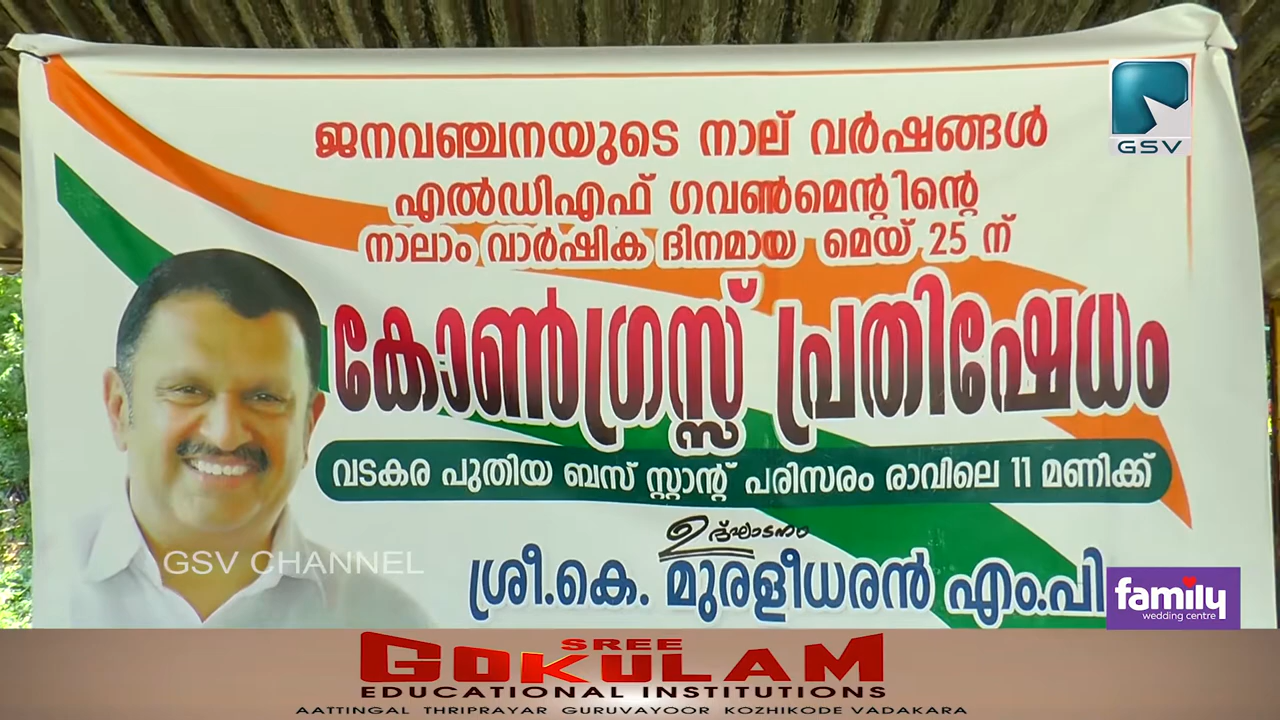 ജനവഞ്ചനയുടെ നാല് വർഷങ്ങൾ
എൽഡിഎഫ് ഗവൺമെന്റിന്റെ
നാലാം വാർഷിക ദിനമായ മെയ് 25 ന്
കോൺഗ്രസ്സ് പ്രതിഷേധം
വടകര പുതിയ ബസ് സ്റ്റാന്റ് പരിസരം രാവിലെ 11 മണിക്ക്
ഉദ്ഘാടനം
ശ്രീ.കെ. മുരളീധരൻ എം.പി
GSV
GSV CHANNEL
family
wedding centre
SREE
GOKULAM
EDUCATIONAL INSTITUTIONS
AATTINGAL THRIPRAYAR GURUVAYOOR KOZHIKODE VADAKARA